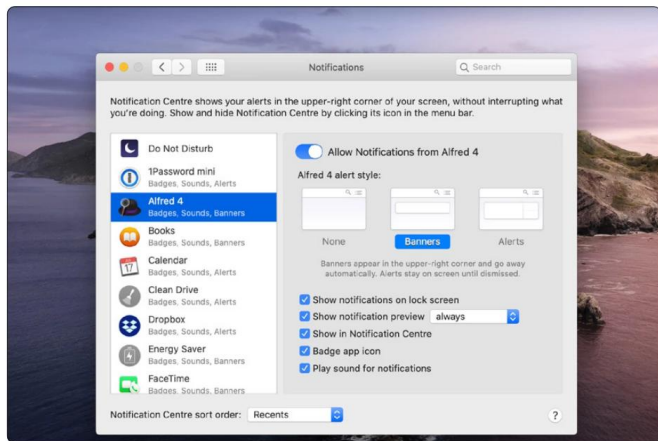 Notifications
Search
Notification Centre shows your alerts in the upper-right corner of your screen, without interrupting what
you're doing. Show and hide Notification Centre by clicking its icon in the menu bar.
Do Not Disturb
1Password mini
Badges, Sounds, Alerts
Alfred 4
Badges, Sounds, Banners
Books
Badges, Sounds, Banners
Calendar
Badges, Sounds, Alerts
17
Clean Drive
Badges, Sounds, Alerts
Dropbox
Badges, Sounds, Alerts
Energy Saver
Badges, Sounds, Banners
FaceTime
Badges, Sounds, Banners
Allow Notifications from Alfred 4
Alfred 4 alert style:
None
Banners
Alerts
Banners appear in the upper-right corner and go away
automatically. Alerts stay on screen until dismissed.
Show notifications on lock screen
Show notification preview always
Show in Notification Centre
Badge app icon
Play sound for notifications
Notification Centre sort order: Recents
?